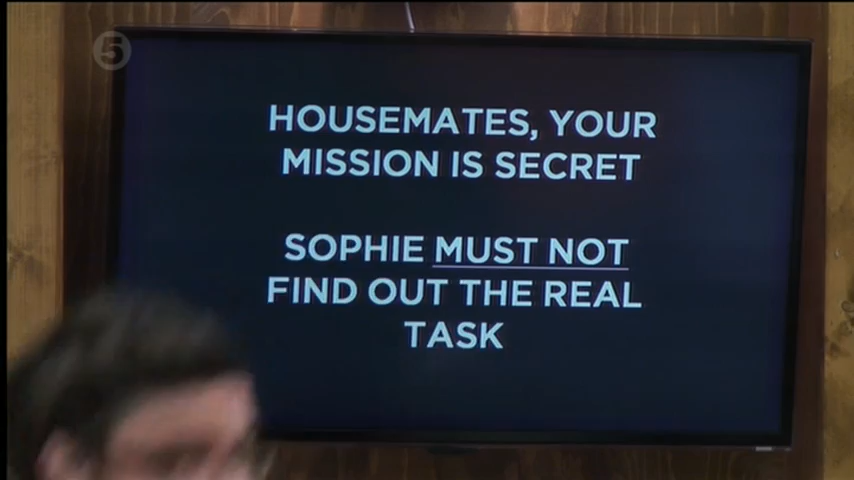 5
HOUSEMATES, YOUR
MISSION IS SECRET
SOPHIE MUST NOT
FIND OUT THE REAL
TASK